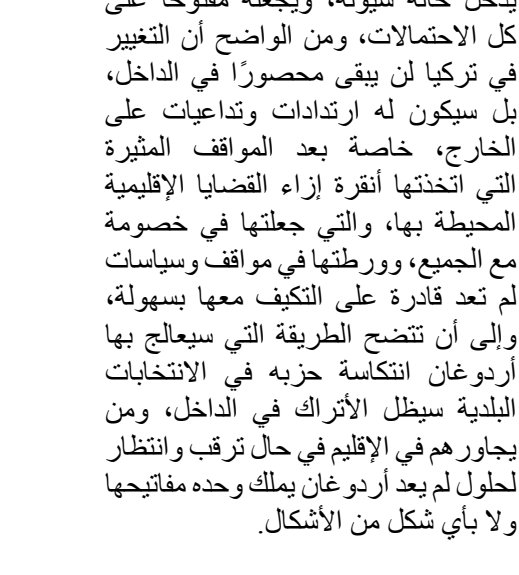 يدخل حالة سيولة، ويجعله مفتوحًا على
كل الاحتمالات، ومن الواضح أن التغيير
في تركيا لن يبقى محصورًا في الداخل،
بل سيكون له ارتدادات وتداعيات على
الخارج، خاصة بعد المواقف المثيرة
التي اتخذتها أنقرة إزاء القضايا الإقليمية
المحيطة بها، والتي جعلتها في خصومة
مع الجميع، وورطتها في مواقف وسياسات
لم تعد قادرة على التكيف معها بسهولة،
وإلى أن تتضح الطريقة التي سيعالج بها
أردوغان انتكاسة حزبه في الانتخابات
البلدية سيظل الأتراك في الداخل، ومن
يجاورهم في الإقليم في حال ترقب وانتظار
لحلول لم يعد أردوغان يملك وحده مفاتيحها
ولا بأي شكل من الأشكال.